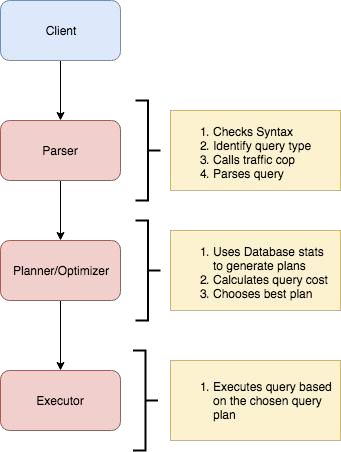 Client
Parser
1. Checks Syntax
2. Identify query type
3. Calls traffic cop
4. Parses query
Planner/Optimizer
1. Uses Database stats
to generate plans
2. Calculates query cost
3. Chooses best plan
Executor
1. Executes query based
on the chosen query
plan